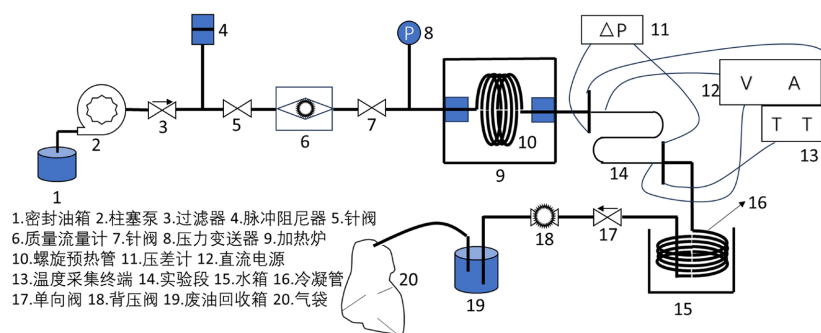 4
P
8
△P
11
V A
12
T T
13
3
5
7
2
6
10
9
14
1
16
1.密封油箱 2.柱塞泵 3.过滤器 4.脉冲阻尼器 5.针阀
6.质量流量计 7.针阀 8.压力变送器 9.加热炉
10.螺旋预热管 11.压差计 12.直流电源
13.温度采集终端 14.实验段 15.水箱 16.冷凝管
17.单向阀 18.背压阀 19.废油回收箱 20.气袋
18
17
20
19
15